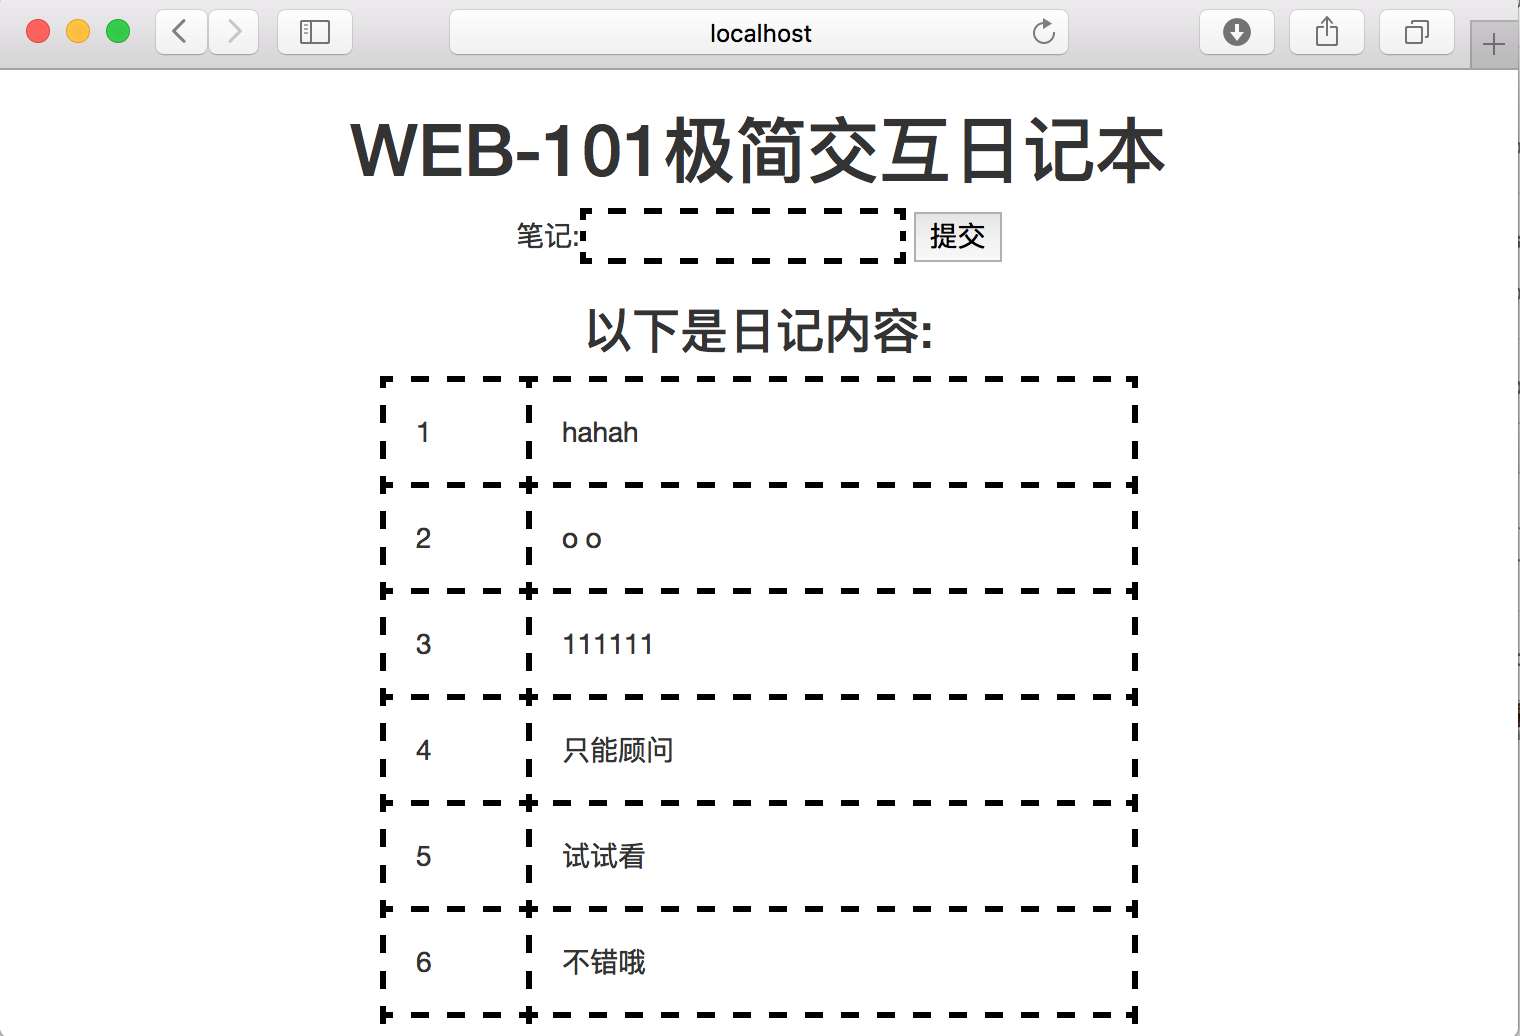 localhost
WEB-101极简交互日记本
笔记: 提交
以下是日记内容:
1 hahah
2 o o
3 111111
4 只能顾问
5 试试看
6 不错哦